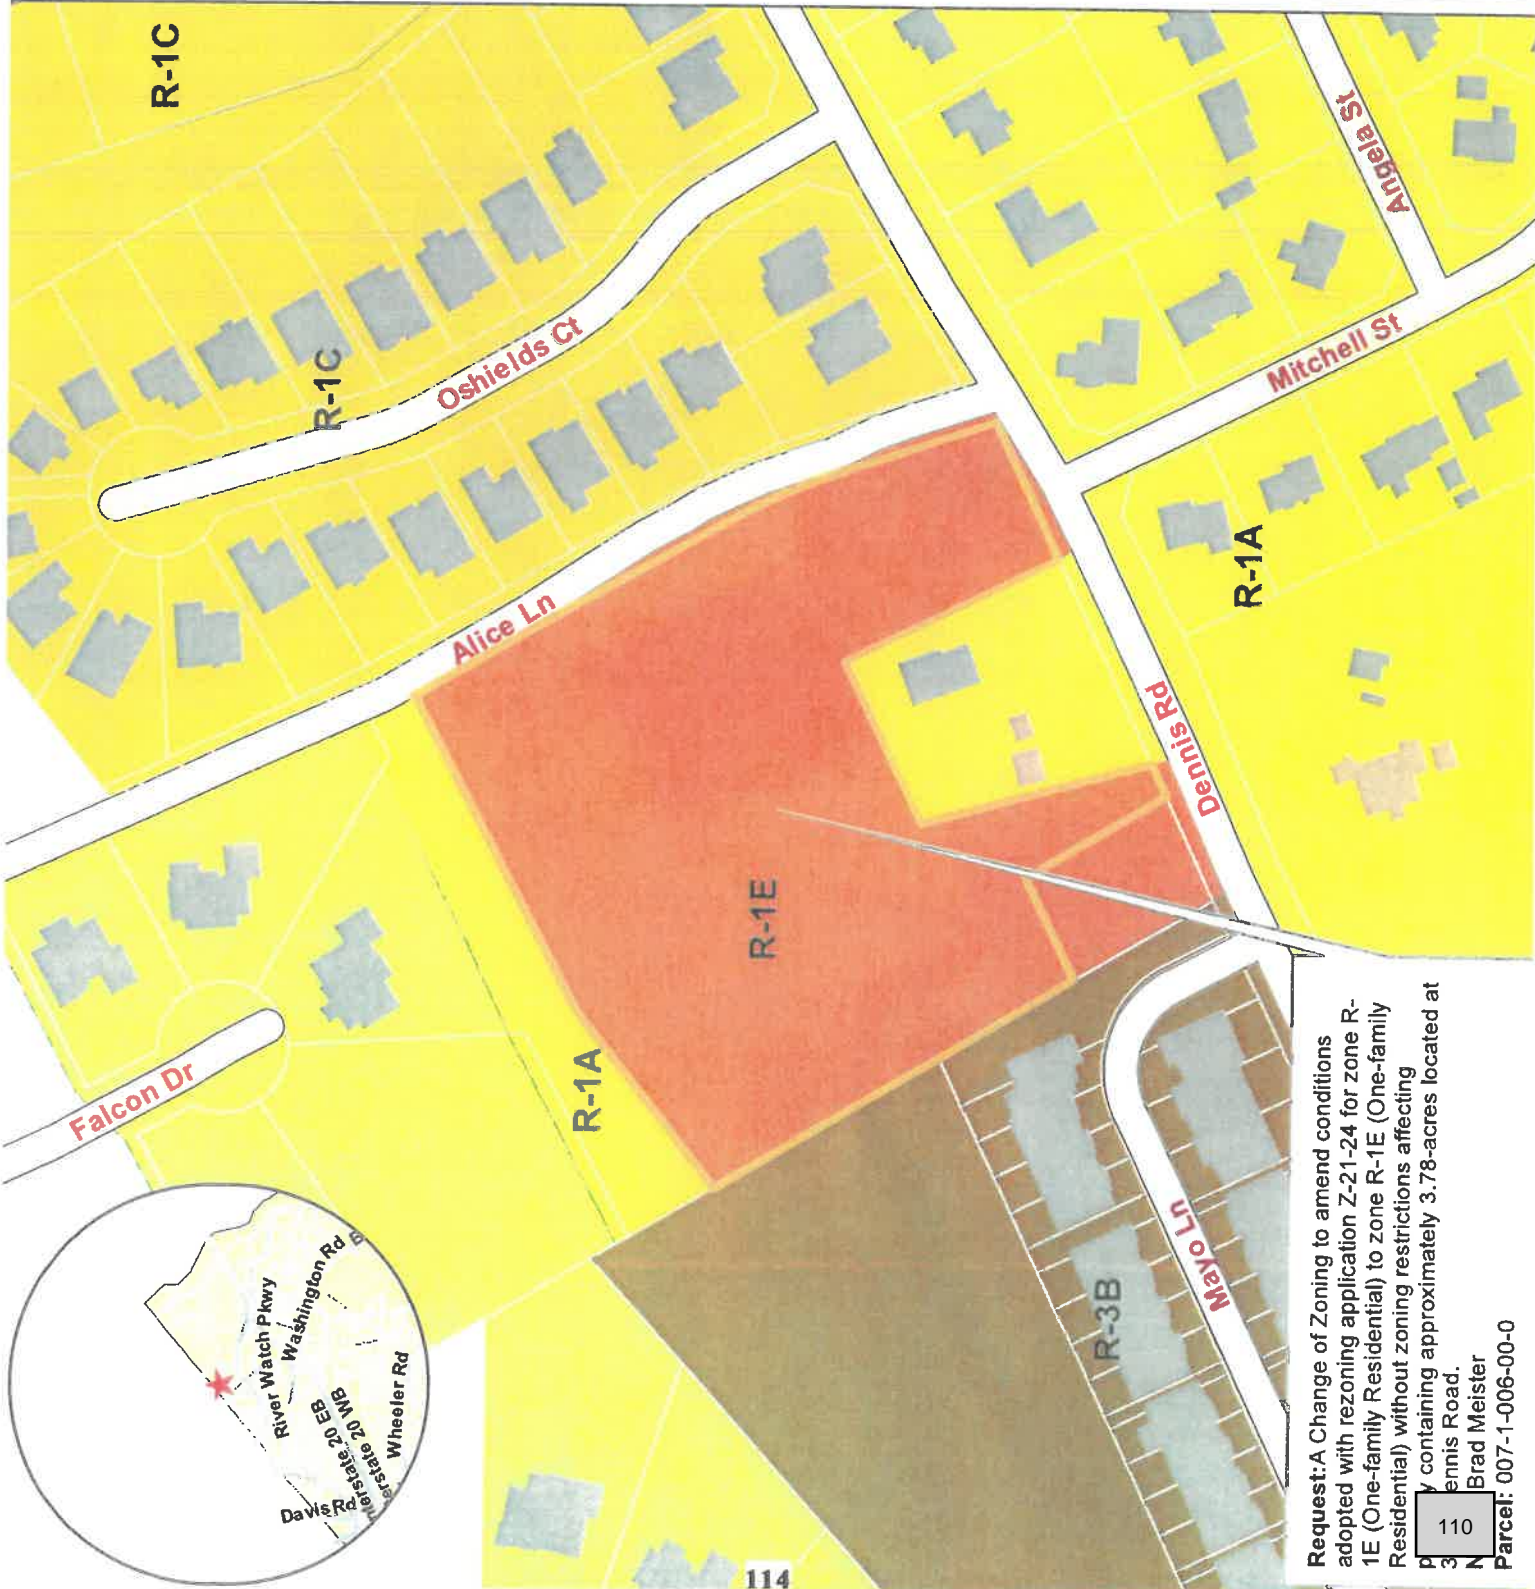 R-1C
R-1C
Oshields Ct
Angela St
Mitchell St
Alice Ln
R-1A
Dennis Rd
R-1E
R-1A
Falcon Dr
Mayo Ln
R-3B
River Watch Pkwy
Washington Rd
Interstate 20 EB
erstate 20 WB
Wheeler Rd
Davis Rd
Request:A Change of Zoning to amend conditions
adopted with rezoning application Z-21-24 for zone R-
1E (One-family Residential) to zone R-1E (One-family
Residential) without zoning restrictions affecting
p y containing approximately 3.78-acres located at
3 ennis Road.
N Brad Meister
Parcel: 007-1-006-00-0
110
114